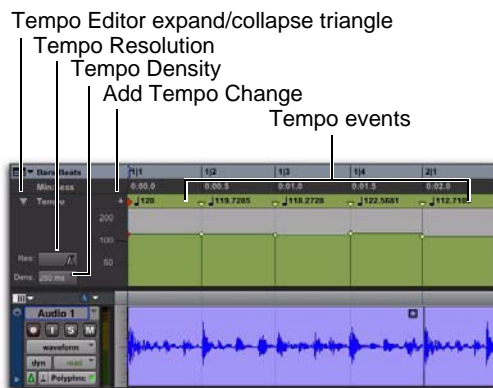 Tempo Editor expand/collapse triangle
Tempo Resolution
Tempo Density
Add Tempo Change
Tempo events
Bars:Beats 1|1 1|2 1|3 1|4 2|1
Min:Secs 0:00.0 0:00.5 0:01.0 0:01.5 0:02.0
Tempo + 120 119.7285 118.2728 122.5681 112.710
200
100
Res:
50
Dens: 250 ms
Audio 1
I S M
waveform
dyn read
Polyphnc